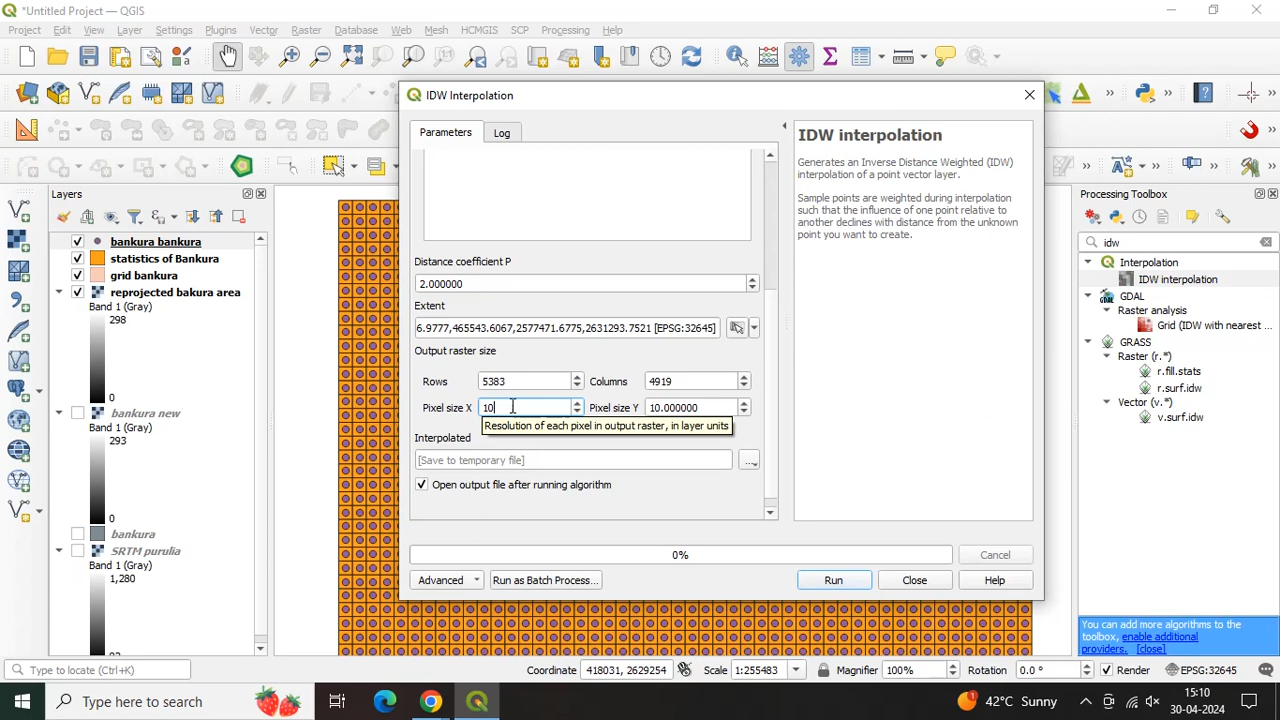 *Untitled Project — QGIS
Project Edit View Layer Settings Plugins Vector Raster Database Web Mesh HCMGIS SCP Processing Help
IDW Interpolation
Parameters
Log
Distance coefficient P
2.000000
Extent
6.9777,465543.6067,2577471.6775,2631293.7521 [EPSG:32645]
Output raster size
Rows 5383 Columns 4919
Pixel size X 10 Pixel size Y 10.000000
Resolution of each pixel in output raster, in layer units
Interpolated
[Save to temporary file]
...
Open output file after running algorithm
0%
Cancel
Advanced
Run as Batch Process...
Run
Close
Help
IDW interpolation
Generates an Inverse Distance Weighted (IDW)
interpolation of a point vector layer.
Sample points are weighted during interpolation
such that the influence of one point relative to
another declines with distance from the unknown
point you want to create.
Layers
bankura bankura
statistics of Bankura
grid bankura
reprojected bakura area
Band 1 (Gray)
298
0
bankura new
Band 1 (Gray)
293
0
bankura
SRTM purulia
Band 1 (Gray)
1,280
Processing Toolbox
idw
Interpolation
IDW interpolation
GDAL
Raster analysis
Grid (IDW with nearest ...
GRASS
Raster (r.*)
r.fill.stats
r.surf.idw
Vector (v.*)
v.surf.idw
You can add more algorithms to the
toolbox, enable additional
providers. [close]
Type to locate (Ctrl+K)
Coordinate 418031, 2629254
Scale 1:255483
Magnifier 100%
Rotation 0.0 °
Render
EPSG:32645
Type here to search
42°C Sunny
15:10
30-04-2024